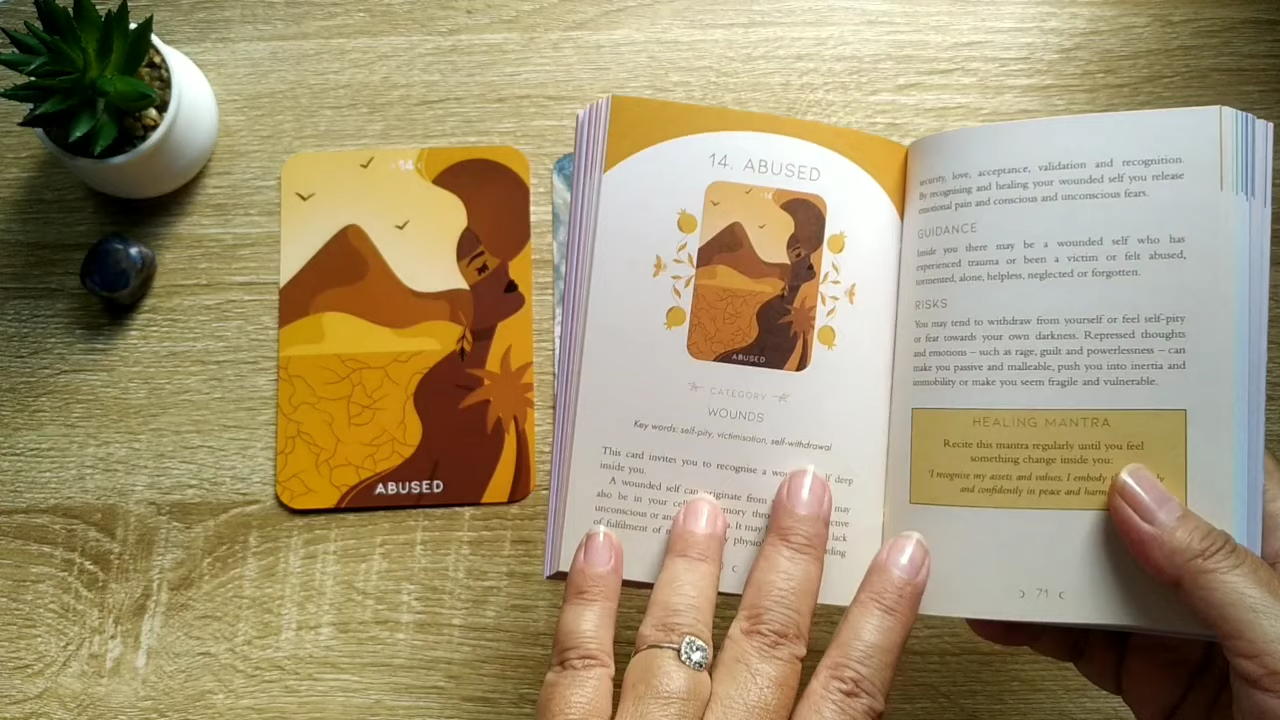 14
ABUSED
14. ABUSED
14
ABUSED
CATEGORY
WOUNDS
Key words: self-pity, victimisation, self-withdrawal
This card invites you to recognise a deep
inside you.
A wounded self can originate from may
also be in your
unconscious or It may lack
of fulfilment of
security, love, acceptance, validation and recognition.
By recognising and healing your wounded self you release
emotional pain and conscious and unconscious fears.
GUIDANCE
Inside you there may be a wounded self who has
experienced trauma or been a victim or felt abused,
tormented, alone, helpless, neglected or forgotten.
RISKS
You may tend to withdraw from yourself or feel self-pity
or fear towards your own darkness. Repressed thoughts
and emotions – such as rage, guilt and powerlessness – can
make you passive and malleable, push you into inertia and
immobility or make you seem fragile and vulnerable.
HEALING MANTRA
Recite this mantra regularly until you feel
something change inside you:
'I recognise my assets and values. I embody
and confidently in peace and
71